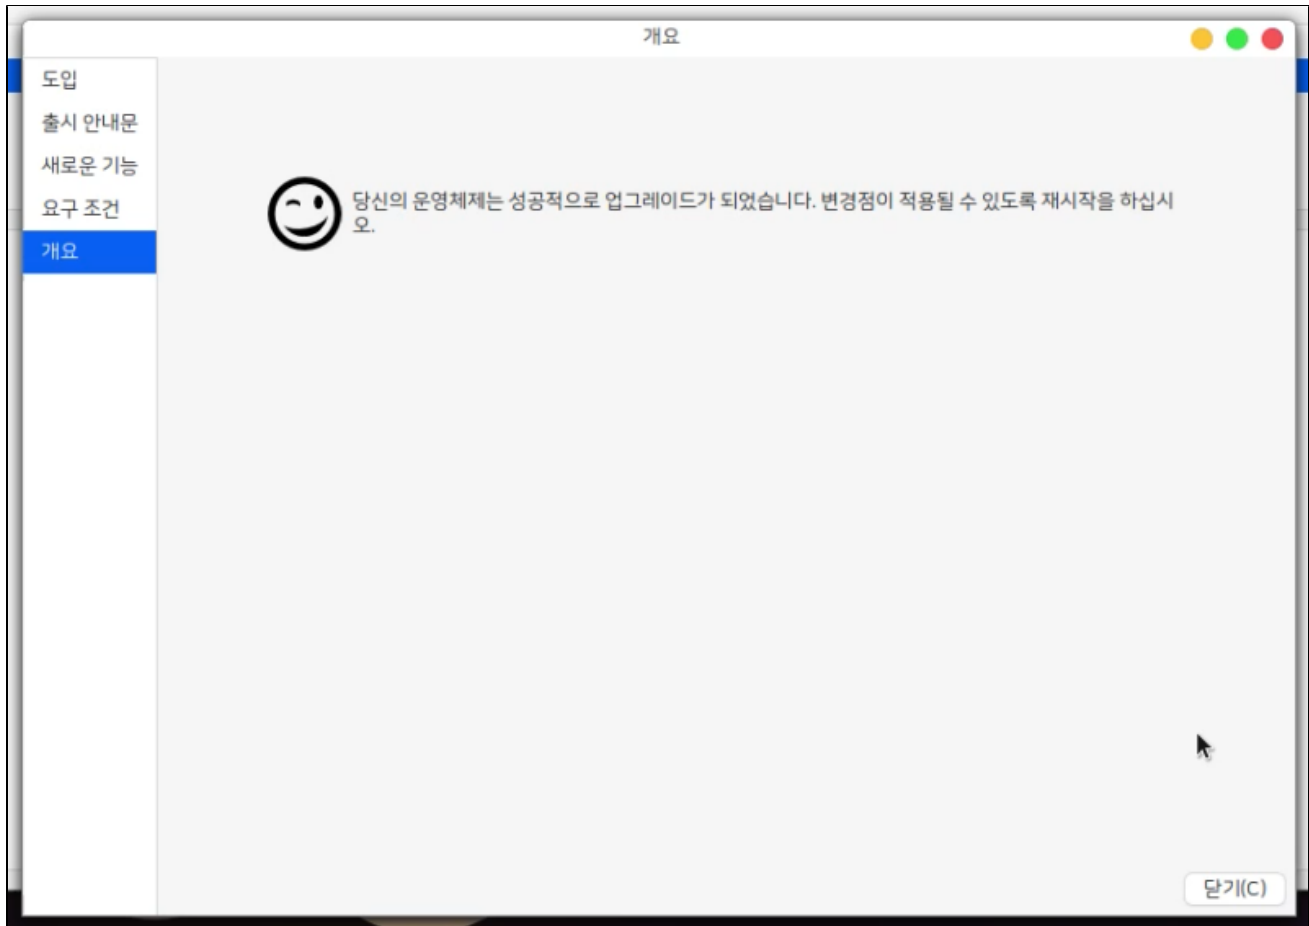 개요
도입
출시 안내문
새로운 기능
요구 조건
개요
당신의 운영체제는 성공적으로 업그레이드가 되었습니다. 변경점이 적용될 수 있도록 재시작을 하십시
오.
닫기(C)